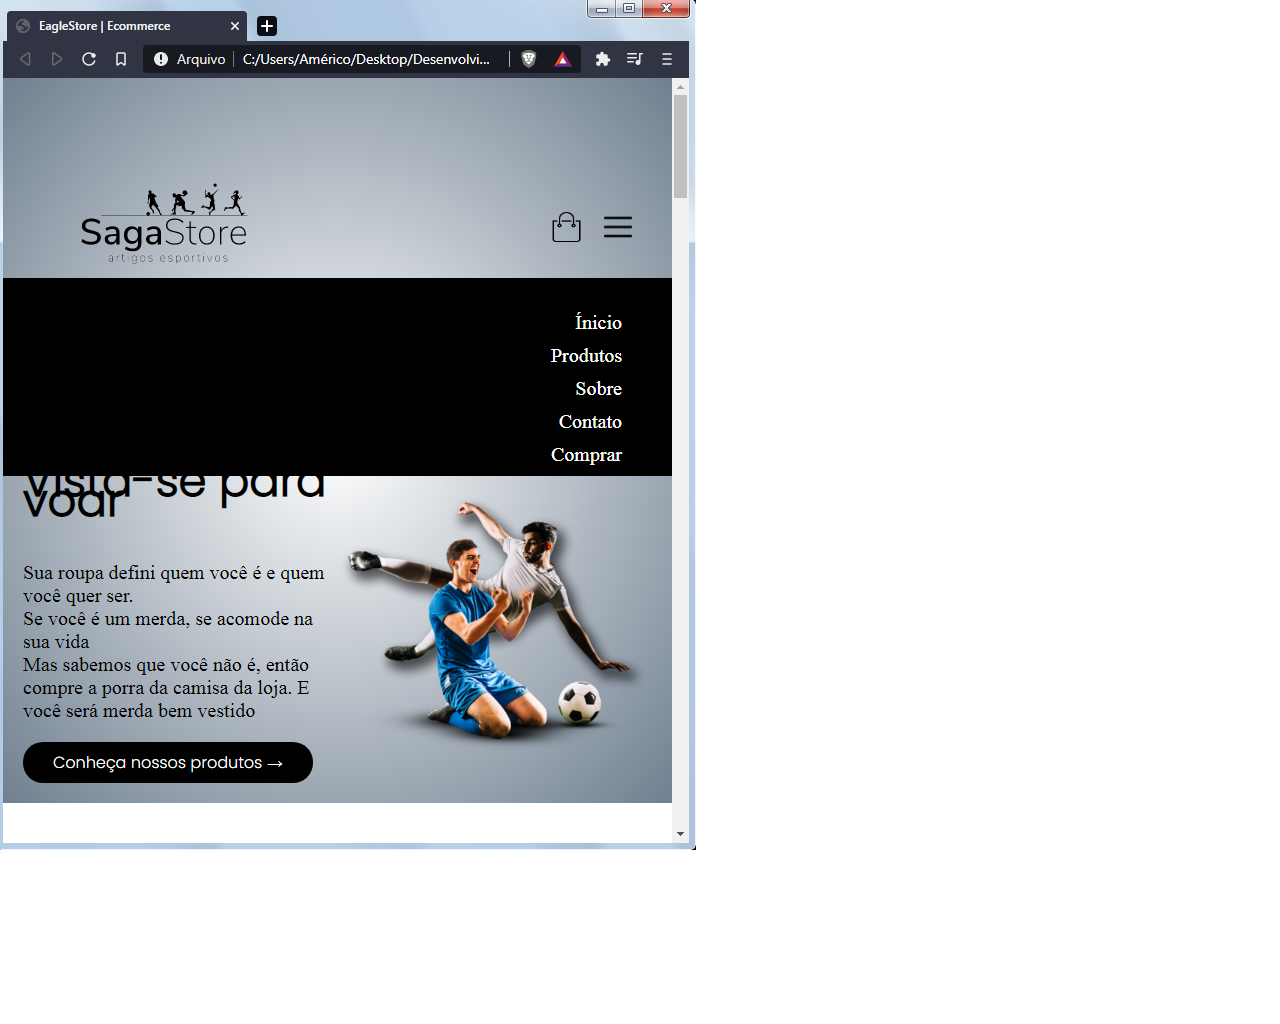 EagleStore | Ecommerce
Arquivo | C:/Users/Américo/Desktop/Desenvolvi...
SagaStore
artigos esportivos
Ínicio
Produtos
Sobre
Contato
Comprar
Vista-se para
voar
Sua roupa defini quem você é e quem
você quer ser.
Se você é um merda, se acomode na
sua vida
Mas sabemos que você não é, então
compre a porra da camisa da loja. E
você será merda bem vestido
Conheça nossos produtos →